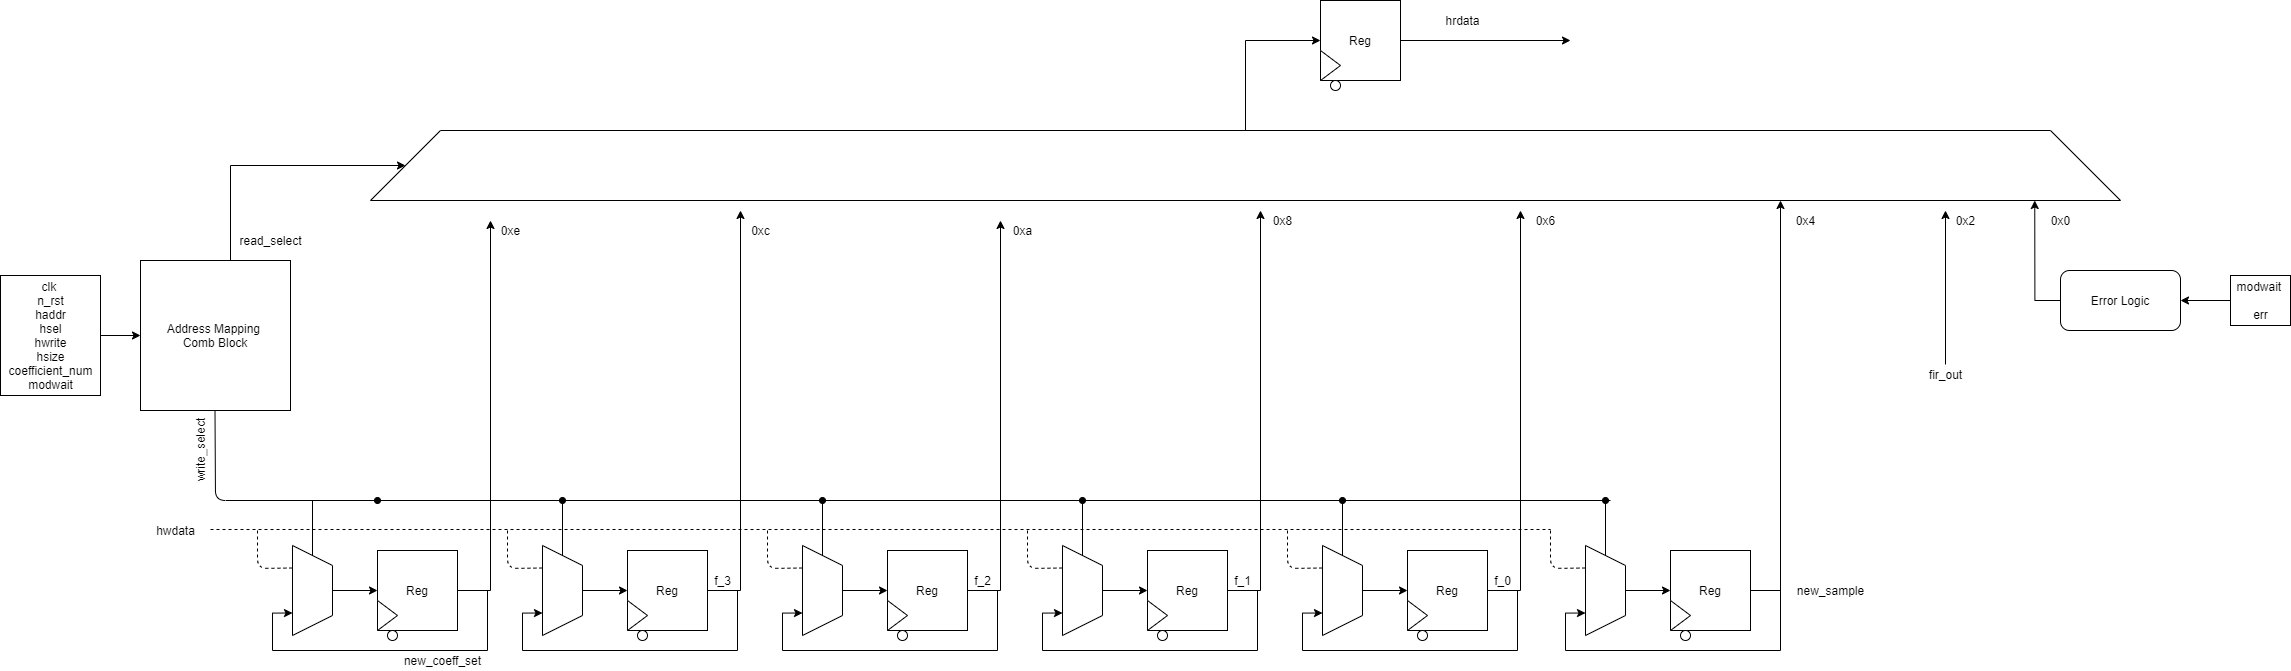 hrdata
Reg
0xe
0xc
0xa
0x8
0x6
0x4
0x2
0x0
read_select
clk
n_rst
haddr
hsel
hwrite
hsize
coefficient_num
modwait
Address Mapping
Comb Block
Error Logic
modwait
err
fir_out
write_select
hwdata
Reg
f_3
Reg
f_2
Reg
f_1
Reg
f_0
Reg
Reg
new_sample
new_coeff_set